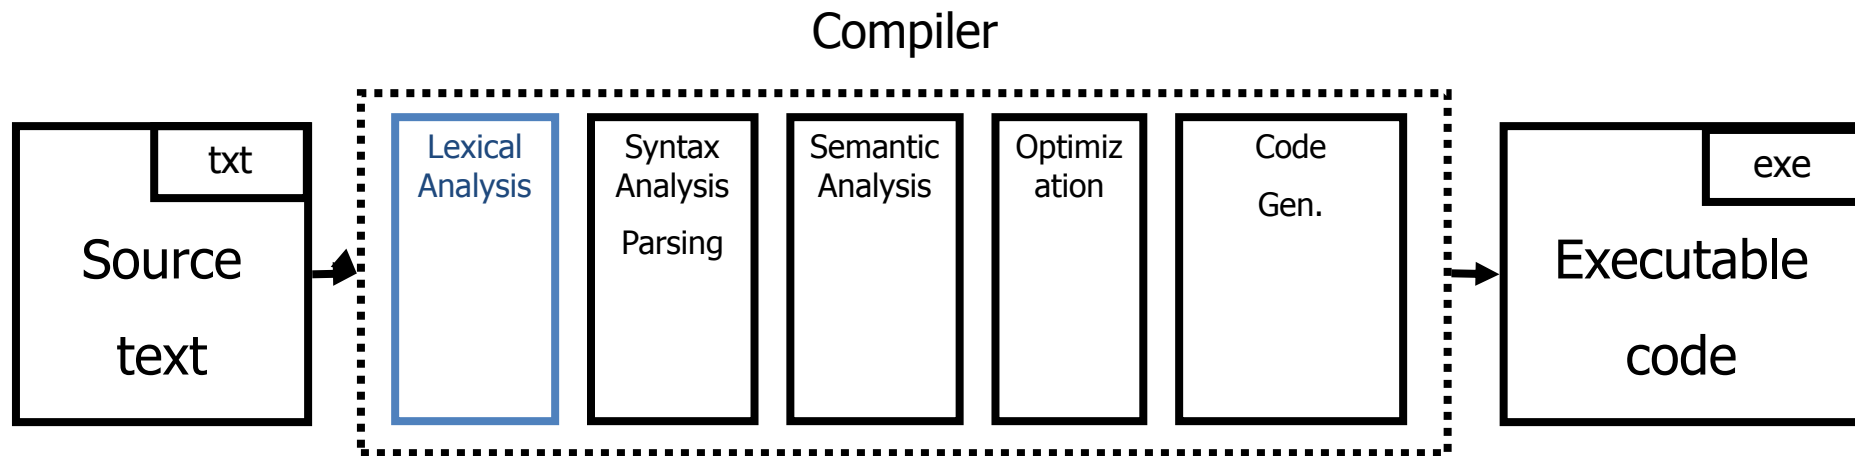 Compiler
txt
Source
text
Lexical
Analysis
Syntax
Analysis
Parsing
Semantic
Analysis
Optimiz
ation
Code
Gen.
exe
Executable
code